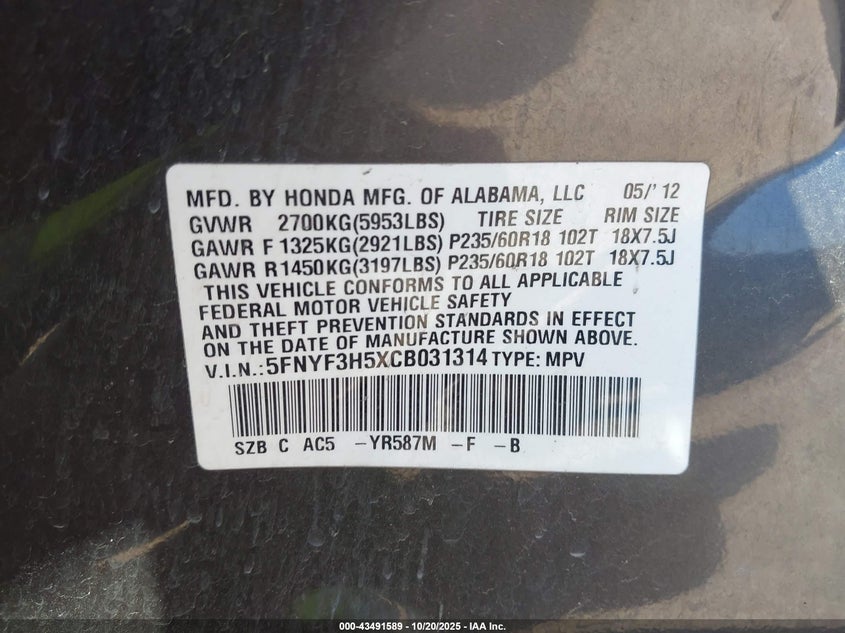 MFD. BY HONDA MFG. OF ALABAMA, LLC 05/'12
GVWR 2700KG(5953LBS) TIRE SIZE RIM SIZE
GAWR F 1325KG(2921LBS) P235/60R18 102T 18X7.5J
GAWR R1450KG(3197LBS) P235/60R18 102T 18X7.5J
THIS VEHICLE CONFORMS TO ALL APPLICABLE
FEDERAL MOTOR VEHICLE SAFETY
AND THEFT PREVENTION STANDARDS IN EFFECT
ON THE DATE OF MANUFACTURE SHOWN ABOVE.
V.I.N.:5FNYF3H5XCB031314 TYPE: MPV
SZB C AC5 -YR587M -F -B
000-43491589 - 10/20/2025 - IAA Inc.